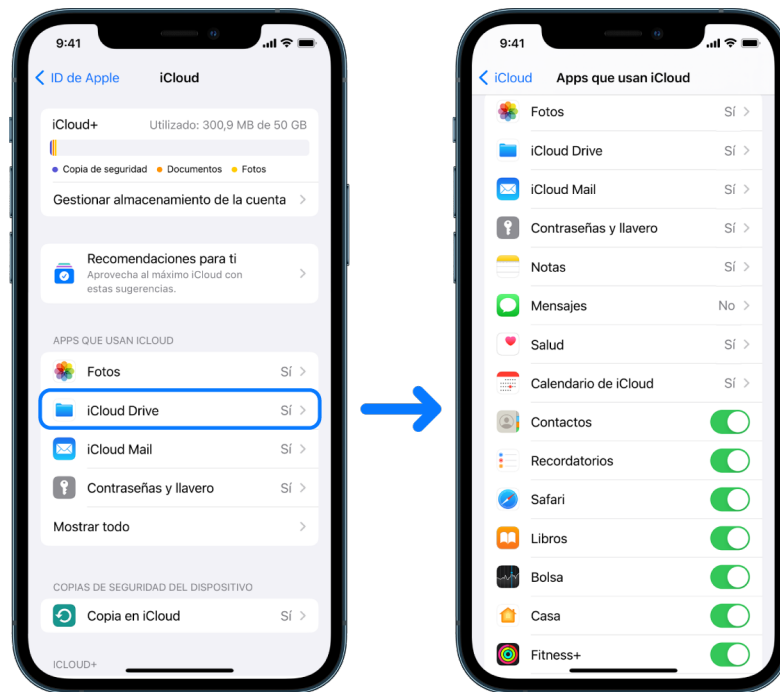 9:41
ID de Apple iCloud
iCloud+ Utilizado: 300,9 MB de 50 GB
Copia de seguridad Documentos Fotos
Gestionar almacenamiento de la cuenta
Recomendaciones para ti
Aprovecha al máximo iCloud con
estas sugerencias.
APPS QUE USAN ICLOUD
Fotos Sí
iCloud Drive Sí
iCloud Mail Sí
Contraseñas y llavero Sí
Mostrar todo
COPIAS DE SEGURIDAD DEL DISPOSITIVO
Copia en iCloud Sí
ICLOUD+
9:41
iCloud Apps que usan iCloud
Fotos Sí
iCloud Drive Sí
iCloud Mail Sí
Contraseñas y llavero Sí
Notas Sí
Mensajes No
Salud Sí
Calendario de iCloud Sí
Contactos
Recordatorios
Safari
Libros
Bolsa
Casa
Fitness+